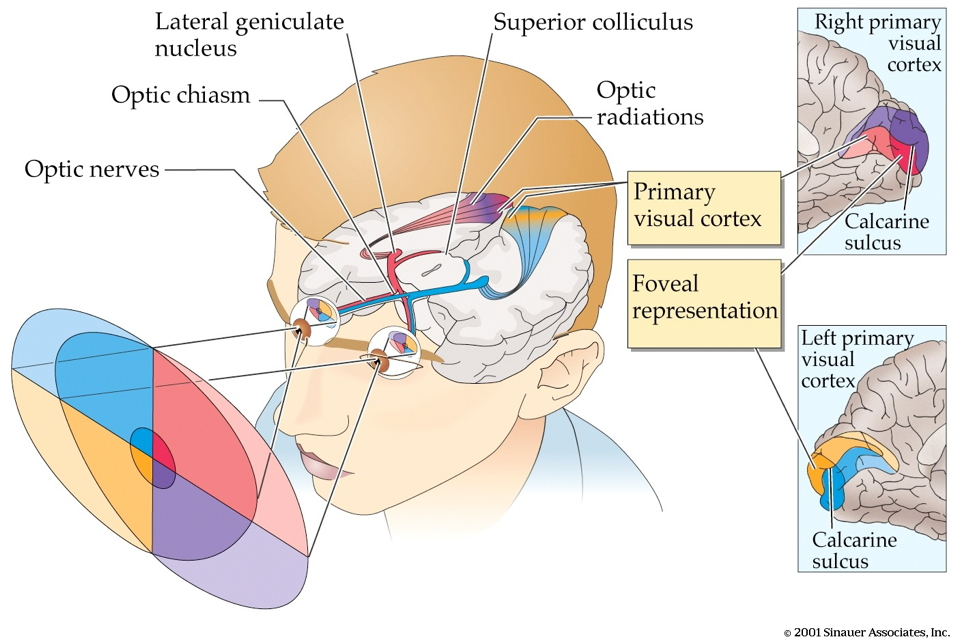 Lateral geniculate
nucleus
Superior colliculus
Optic chiasm
Optic
radiations
Optic nerves
Primary
visual cortex
Foveal
representation
Right primary
visual
cortex
Calcarine
sulcus
Left primary
visual
cortex
Calcarine
sulcus
© 2001 Sinauer Associates, Inc.